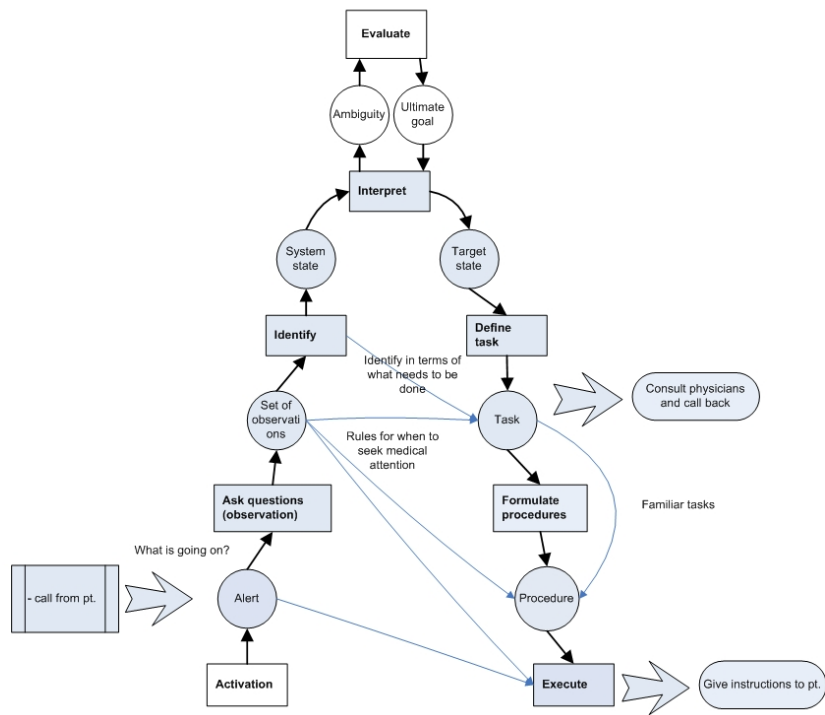 Evaluate
Ambiguity
Ultimate
goal
Interpret
System
state
Target
state
Identify
Define
task
Identify in terms of
what needs to be
done
Consult physicians
and call back
Set of
observati
ons
Task
Rules for when to
seek medical
attention
Ask questions
(observation)
Formulate
procedures
Familiar tasks
What is going on?
- call from pt.
Alert
Procedure
Activation
Execute
Give instructions to pt.